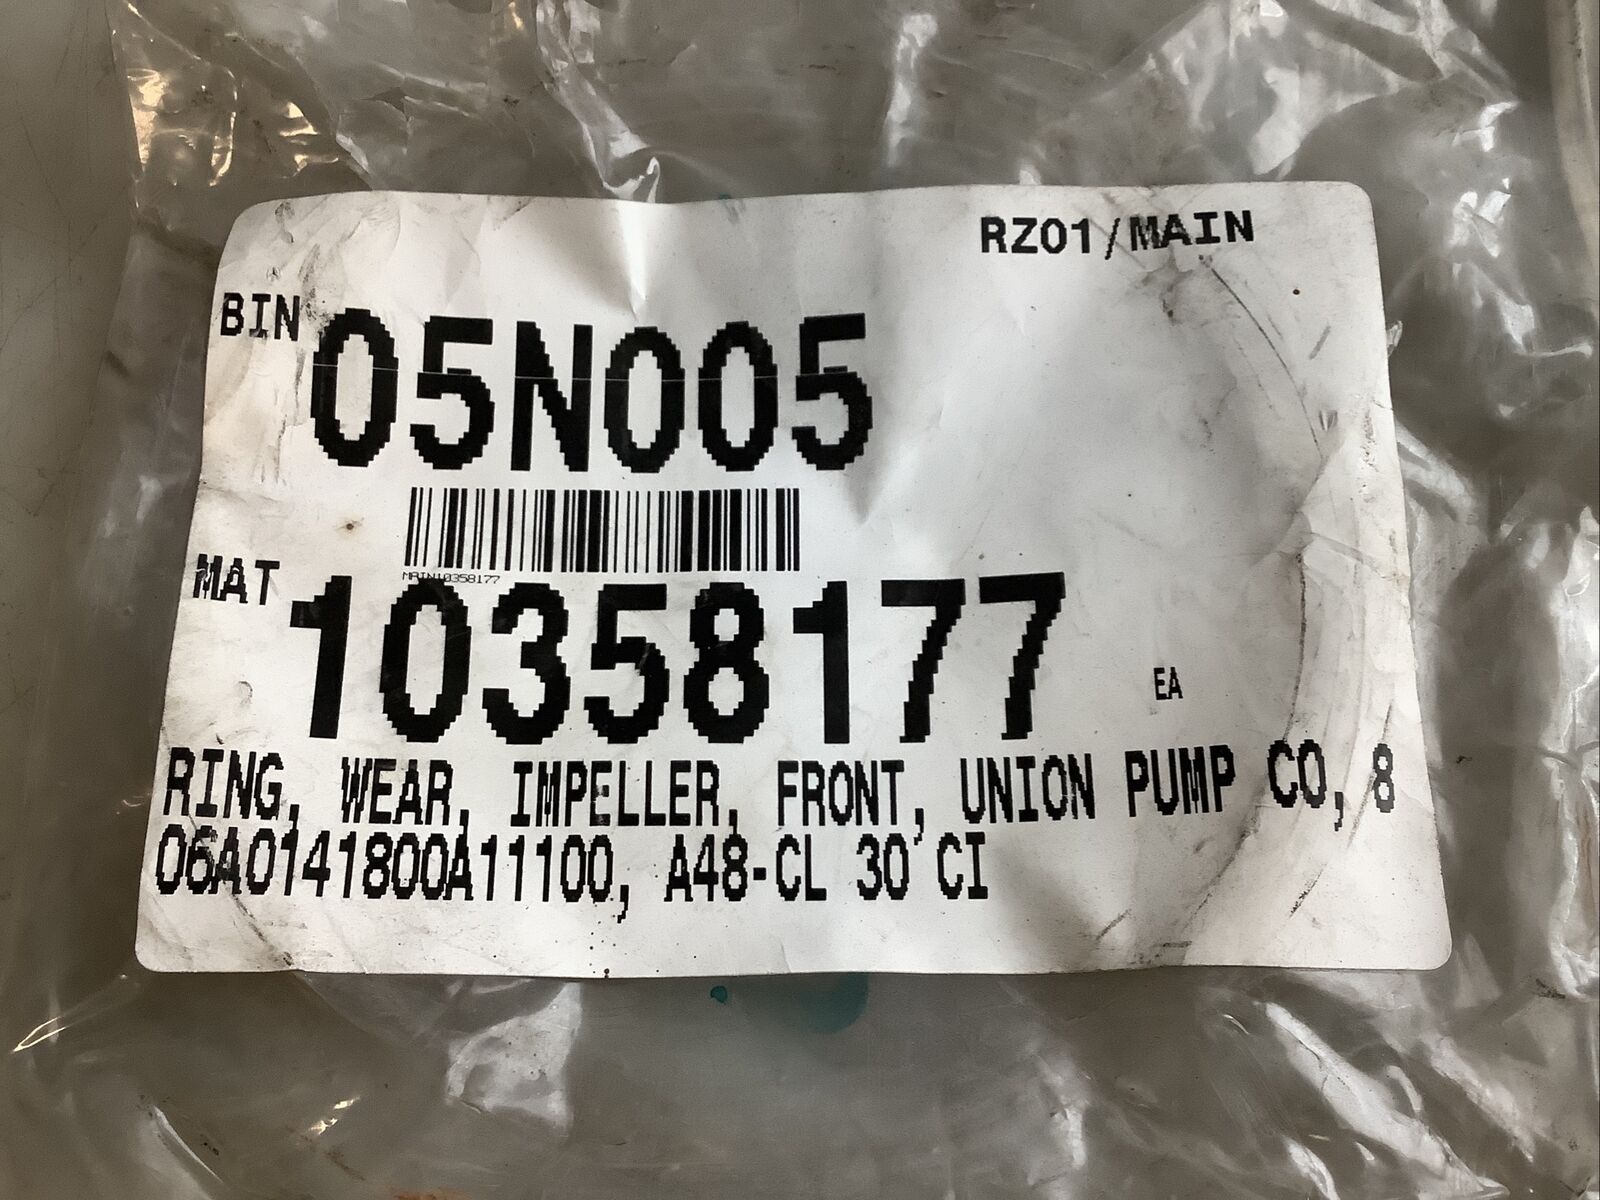 RZ01/MAIN
BIN 05N005
MAIN10358177
MAT 10358177 EA
RING, WEAR, IMPELLER, FRONT, UNION PUMP CO, 8
06A0141800A11100, A48-CL 30 CI